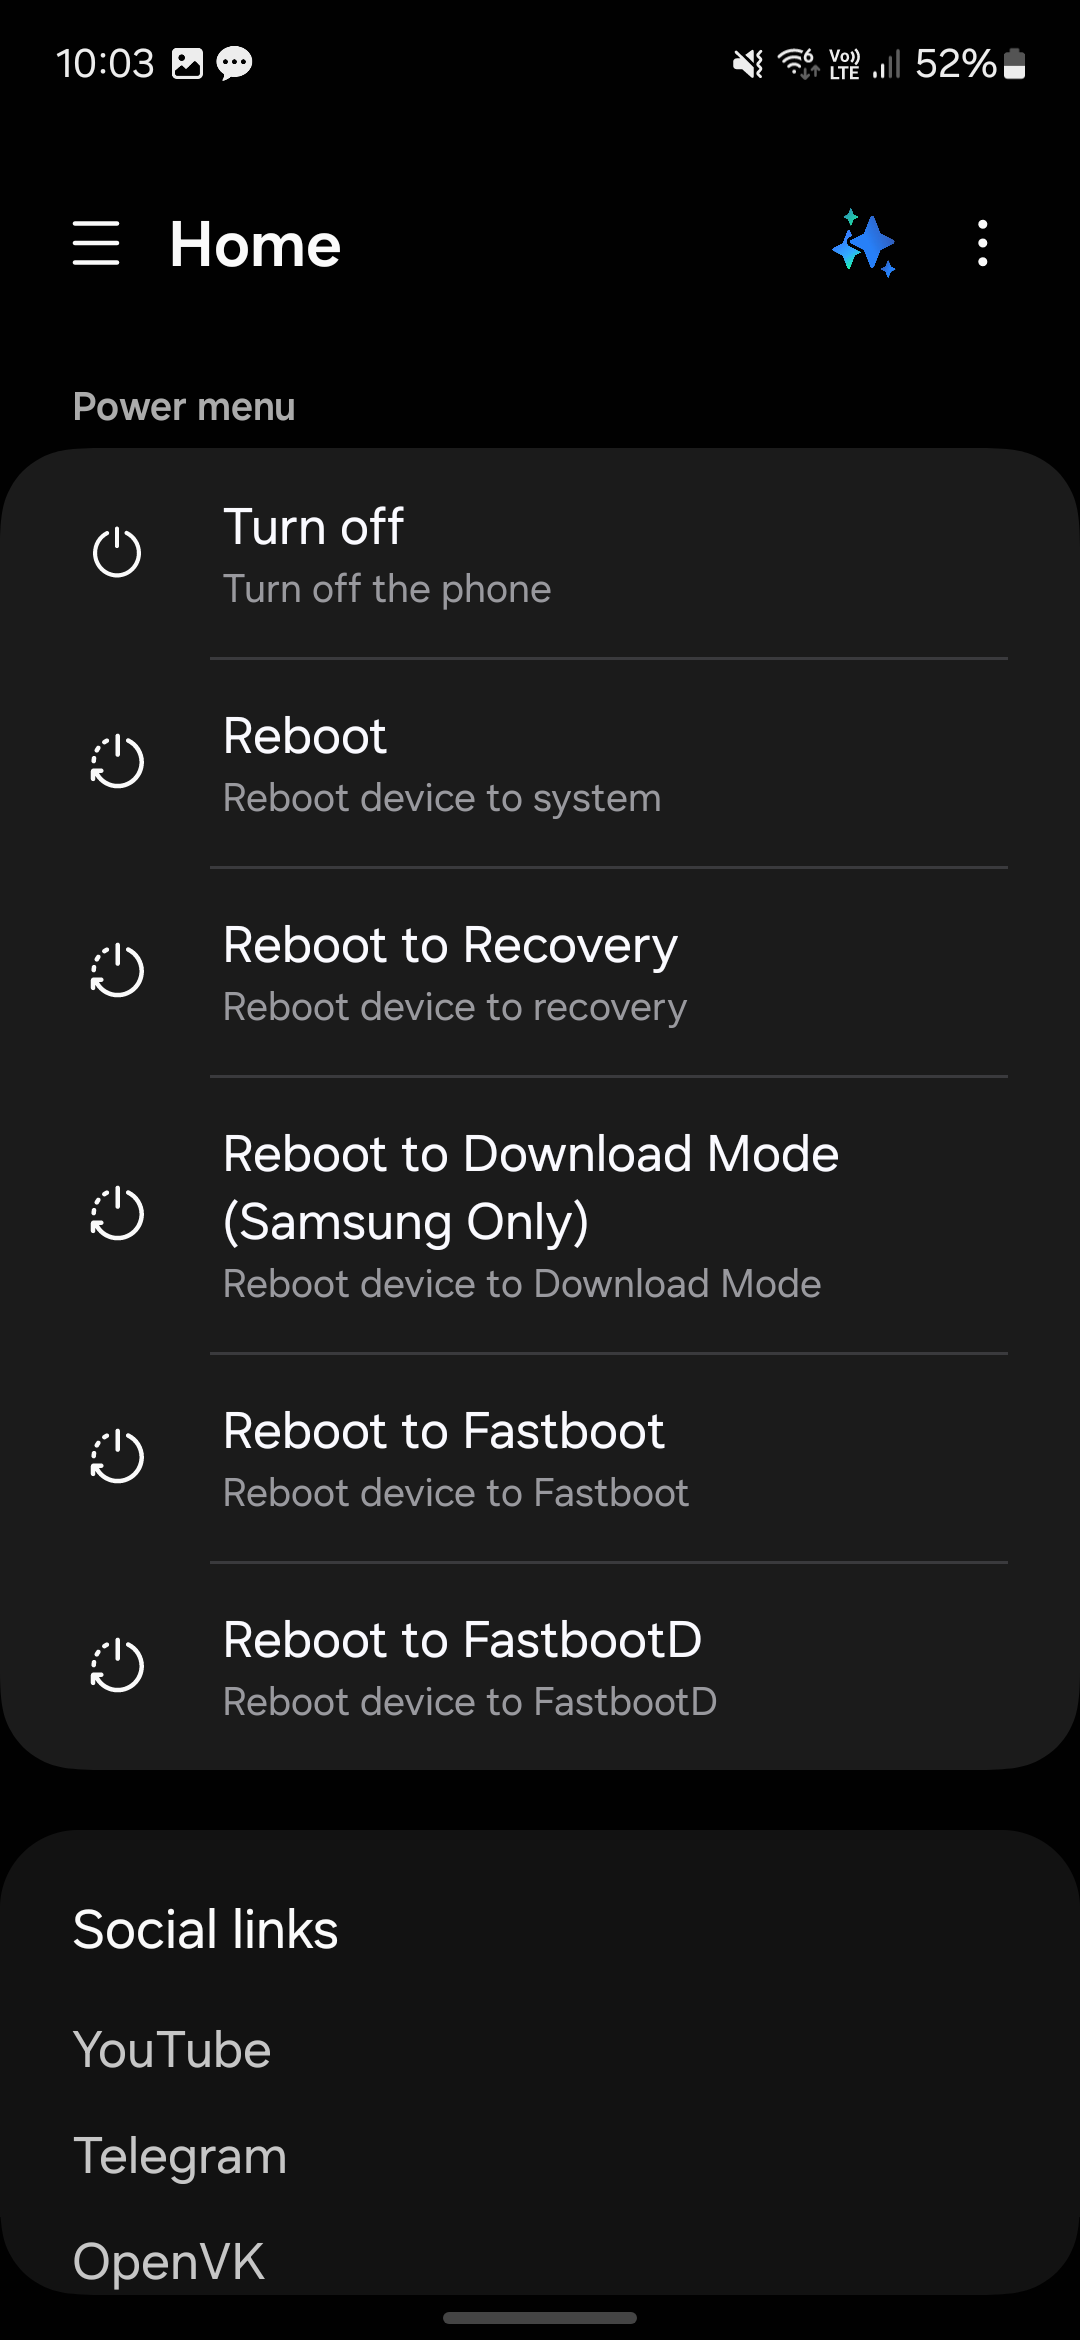 10:03
6 Vo)) LTE 52%
Home
Power menu
Turn off
Turn off the phone
Reboot
Reboot device to system
Reboot to Recovery
Reboot device to recovery
Reboot to Download Mode
(Samsung Only)
Reboot device to Download Mode
Reboot to Fastboot
Reboot device to Fastboot
Reboot to FastbootD
Reboot device to FastbootD
Social links
YouTube
Telegram
OpenVK